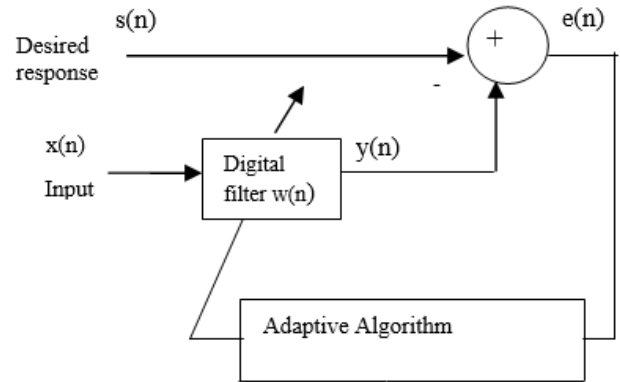 s(n)
e(n)
Desired
response
+
-
x(n)
Input
Digital
filter w(n)
y(n)
Adaptive Algorithm